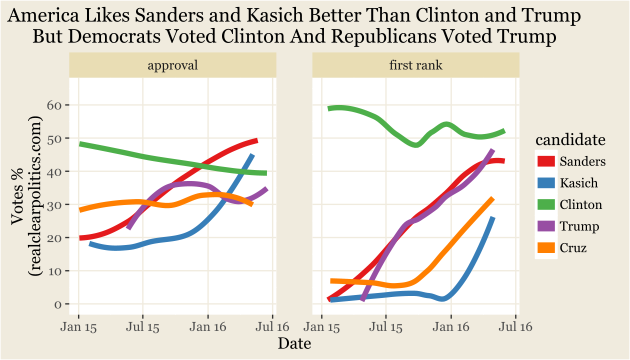 America Likes Sanders and Kasich Better Than Clinton and Trump
But Democrats Voted Clinton And Republicans Voted Trump
approval
first rank
Votes %
(realclearpolitics.com)
60
50
40
30
20
10
0
Jan 15
Jul 15
Jan 16
Jul 16
Jan 15
Jul 15
Jan 16
Jul 16
Date
candidate
Sanders
Kasich
Clinton
Trump
Cruz